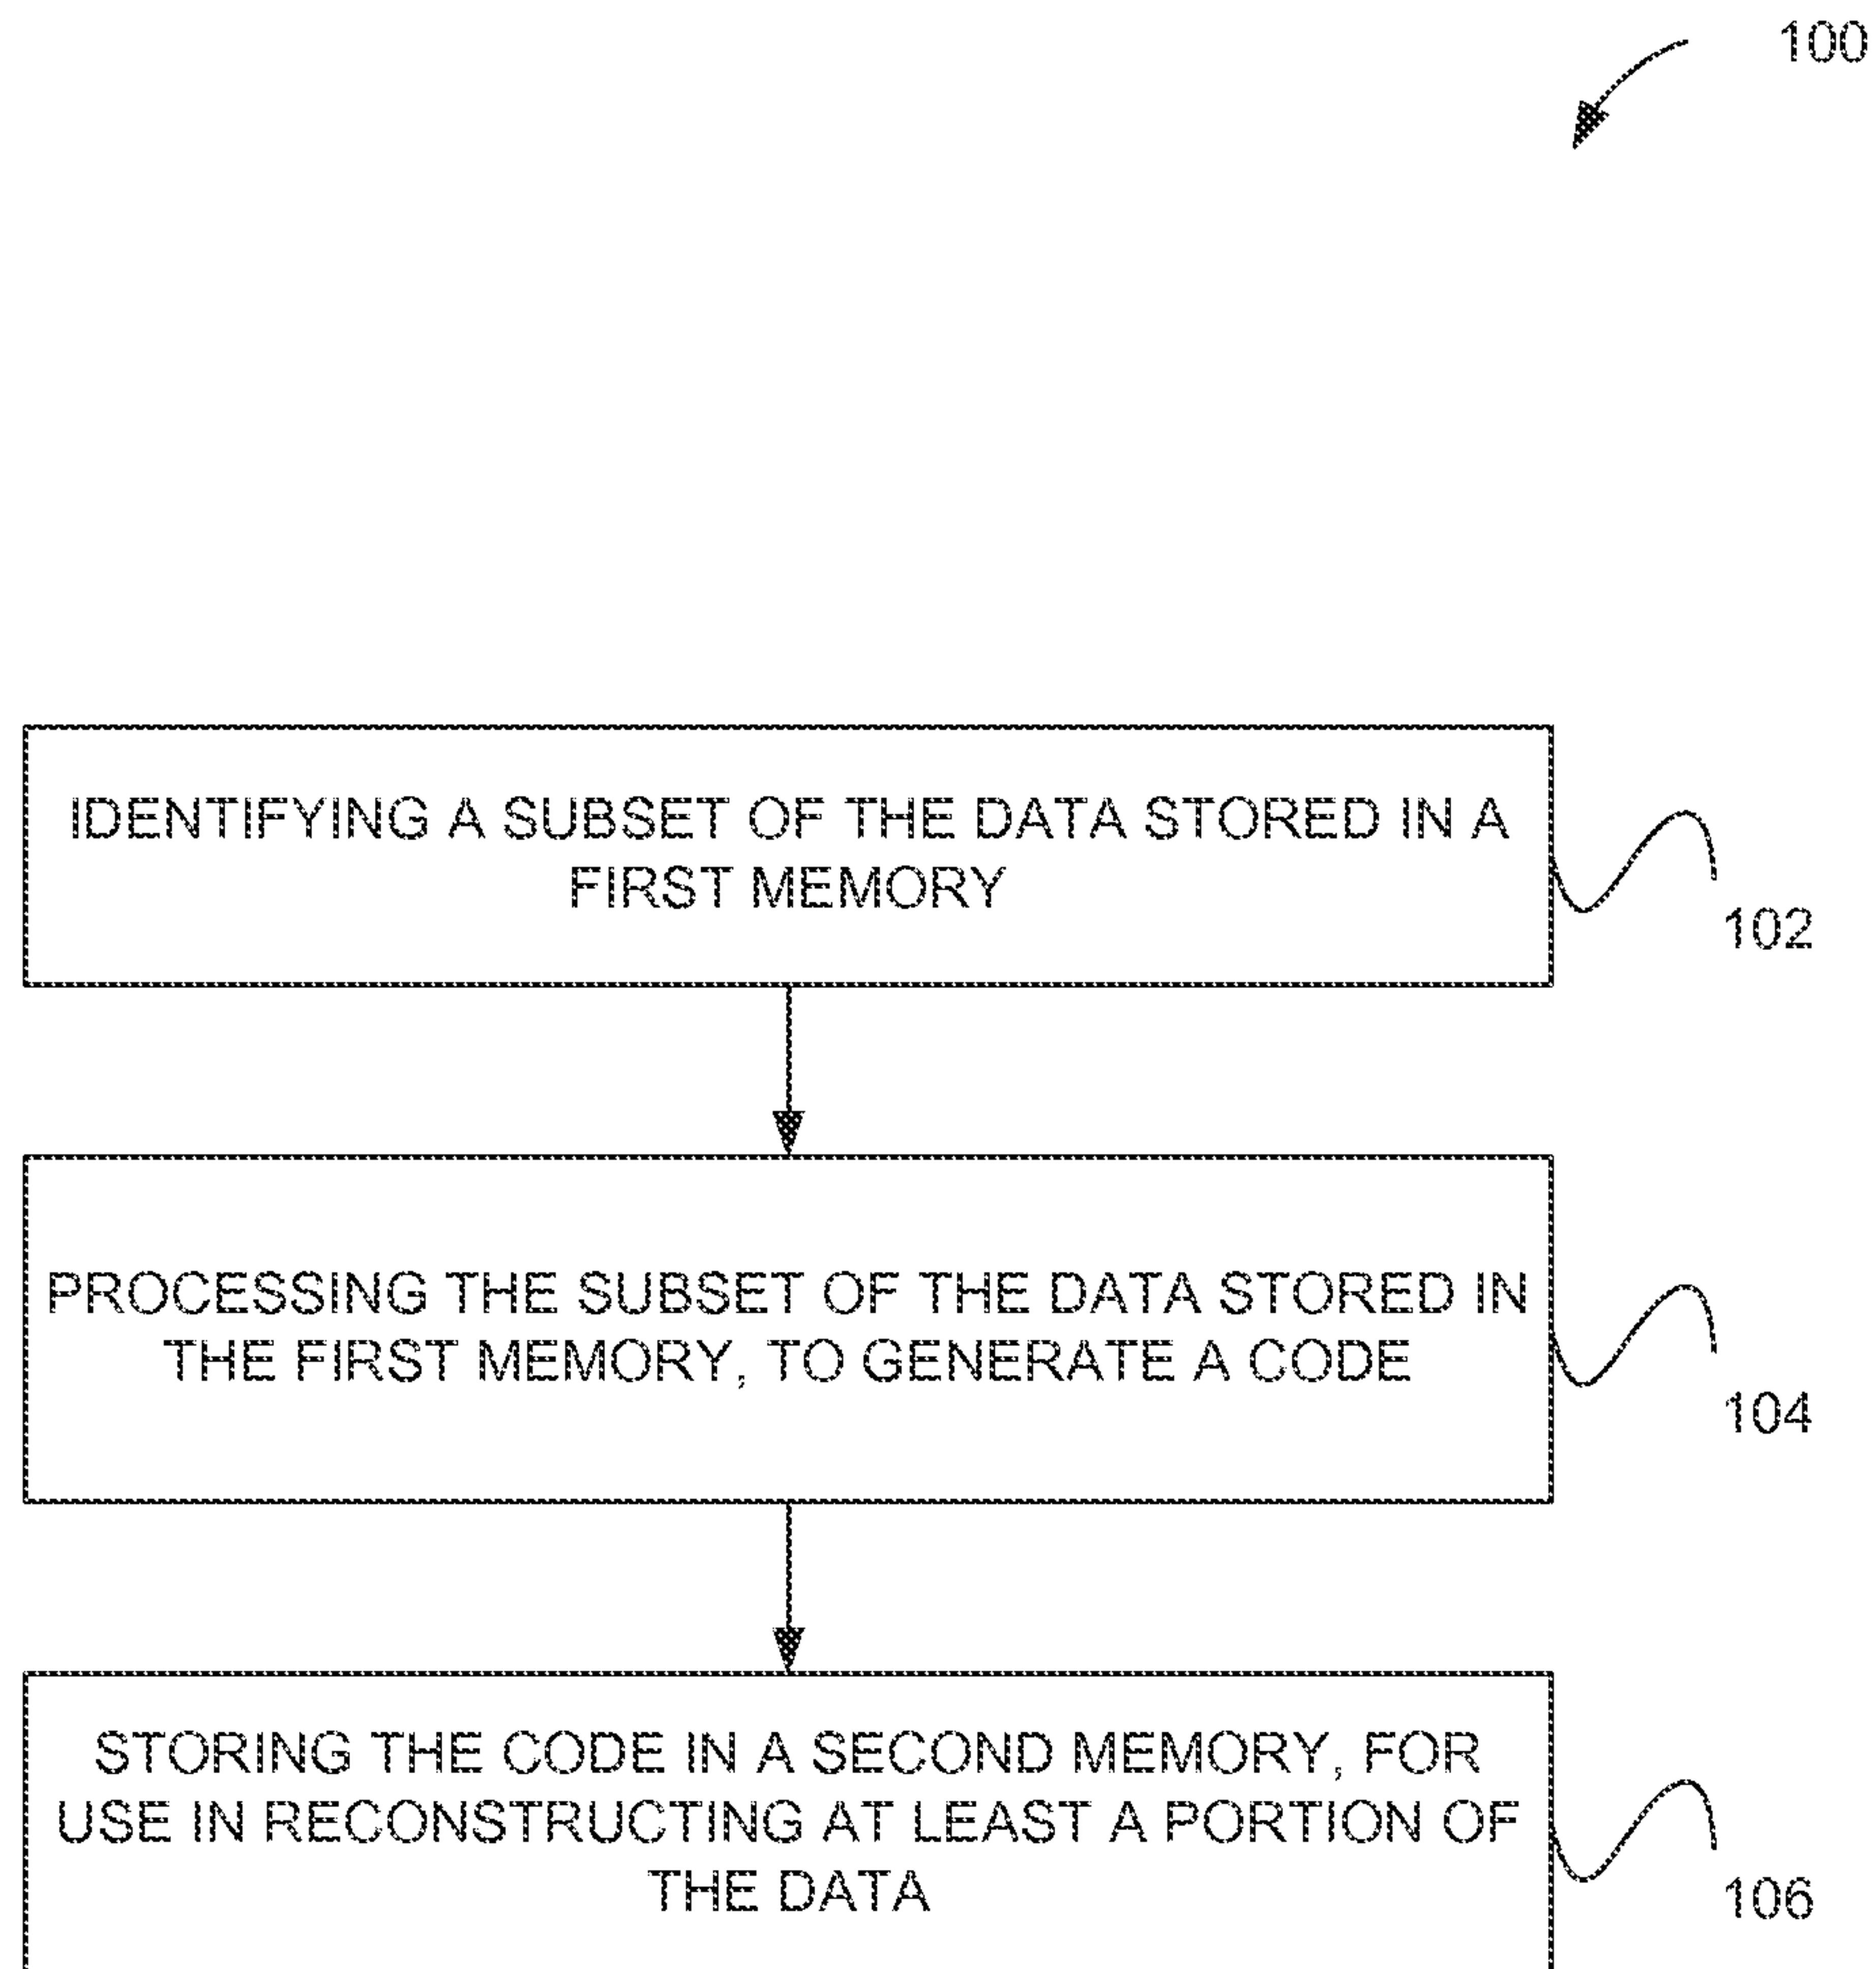 100
IDENTIFYING A SUBSET OF THE DATA STORED IN A
FIRST MEMORY
102
PROCESSING THE SUBSET OF THE DATA STORED IN
THE FIRST MEMORY, TO GENERATE A CODE
104
STORING THE CODE IN A SECOND MEMORY, FOR
USE IN RECONSTRUCTING AT LEAST A PORTION OF
THE DATA
106